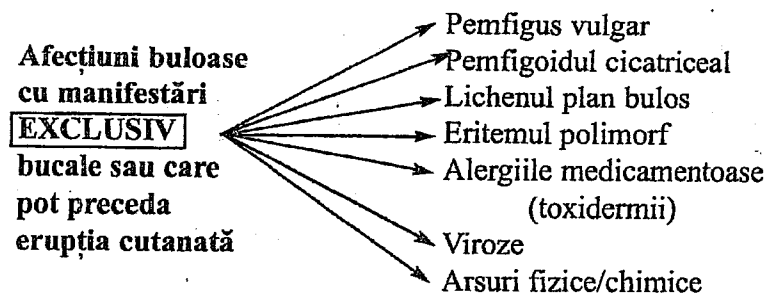 Afecțiuni buloase
cu manifestări
EXCLUSIV
bucale sau care
pot preceda
erupția cutanată
Pemfigus vulgar
Pemfigoidul cicatriceal
Lichenul plan bulos
Eritemul polimorf
Alergiile medicamentoase
(toxidermii)
Viroze
Arsuri fizice/chimice